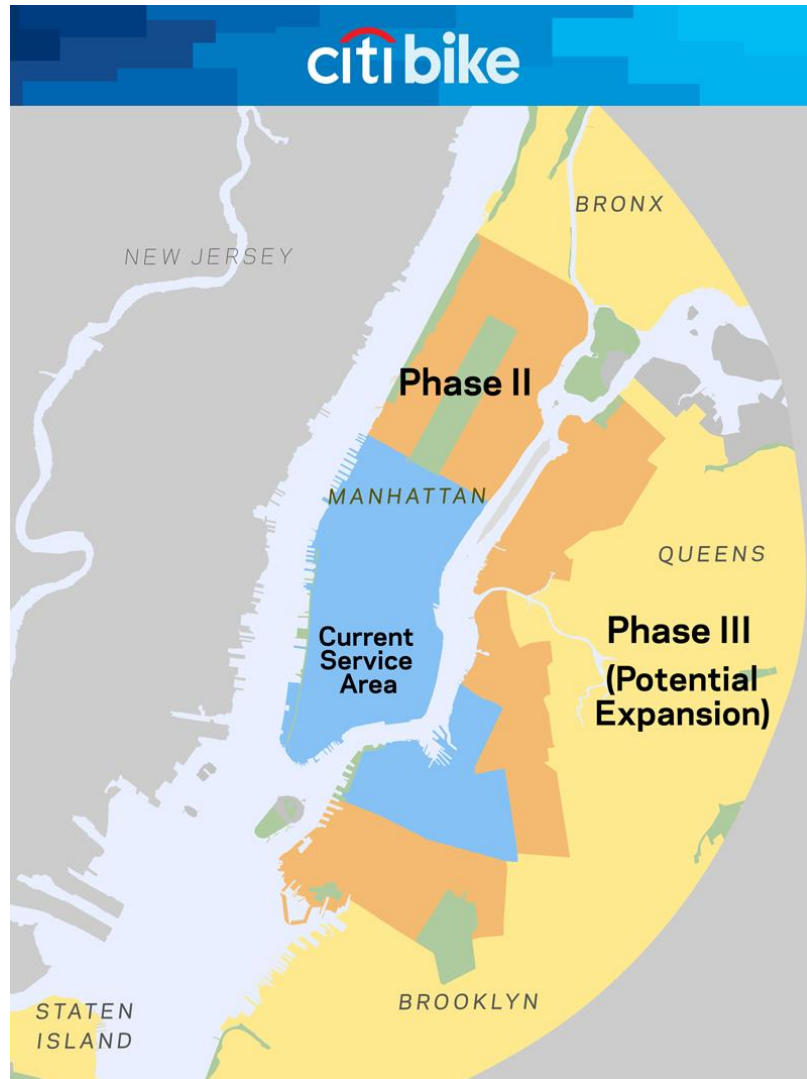 citi bike
BRONX
NEW JERSEY
Phase II
MANHATTAN
QUEENS
Phase III
(Potential
Expansion)
Current
Service
Area
BROOKLYN
STATEN
ISLAND